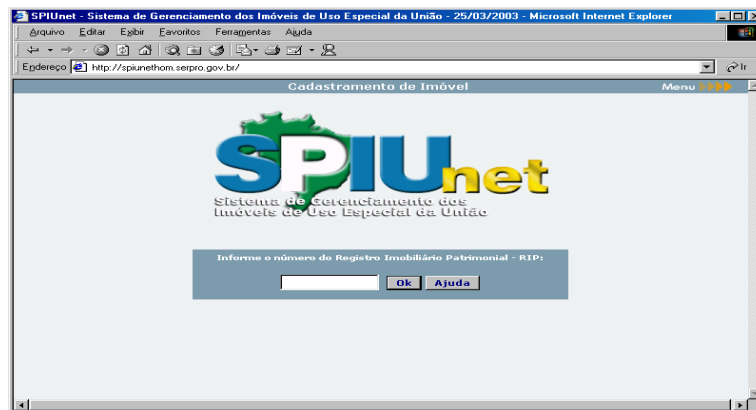 SPIUnet - Sistema de Gerenciamento dos Imóveis de Uso Especial da União - 25/03/2003 - Microsoft Internet Explorer
Arquivo Editar Exibir Favoritos Ferramentas Ajuda
Endereço http://spiunethom.serpro.gov.br/ Ir
Cadastramento de Imóvel Menu
SPIUnet
Sistema de Gerenciamento dos
Imóveis de Uso Especial da União
Informe o número do Registro Imobiliário Patrimonial - RIP:
Ok Ajuda